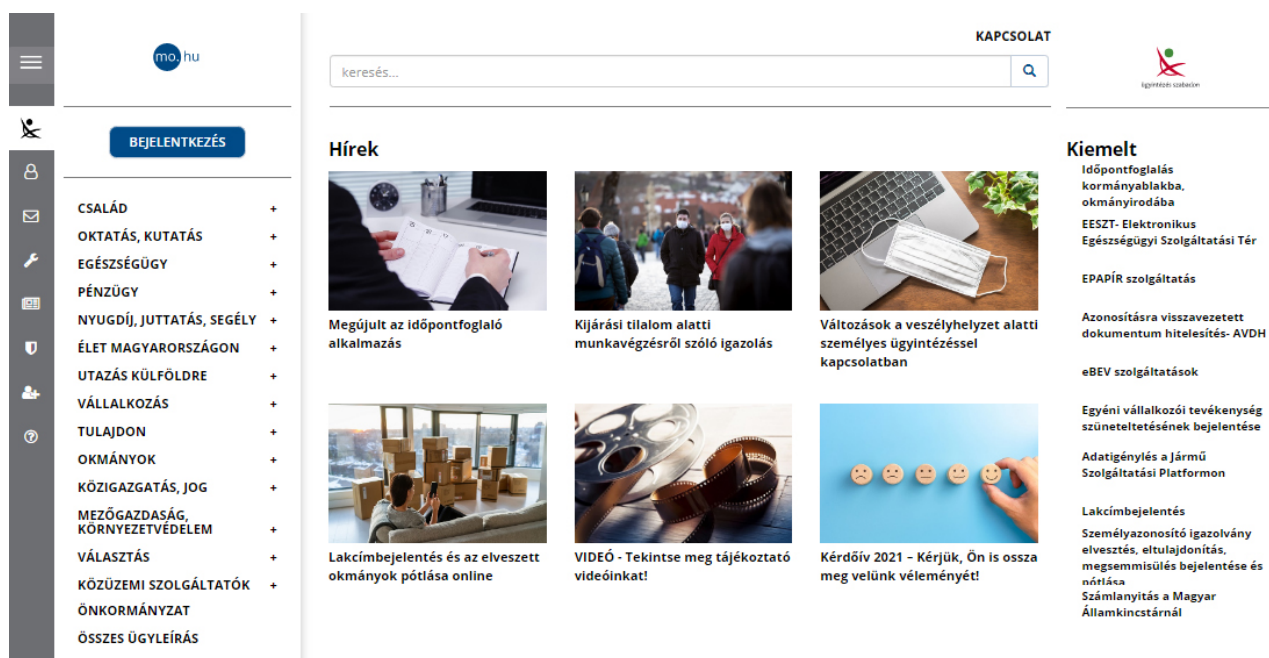 mo.hu
BEJELENTKEZÉS
CSALÁD +
OKTATÁS, KUTATÁS +
EGÉSZSÉGÜGY +
PÉNZÜGY +
NYUGDÍJ, JUTTATÁS, SEGÉLY +
ÉLET MAGYARORSZÁGON +
UTAZÁS KÜLFÖLDRE +
VÁLLALKOZÁS +
TULAJDON +
OKMÁNYOK +
KÖZIGAZGATÁS, JOG +
MEZŐGAZDASÁG,
KÖRNYEZETVÉDELEM +
VÁLASZTÁS +
KÖZÜZEMI SZOLGÁLTATÓK +
ÖNKORMÁNYZAT
ÖSSZES ÜGYLEÍRÁS
KAPCSOLAT
keresés...
Hírek
Megújult az időpontfoglaló
alkalmazás
Kijárási tilalom alatti
munkavégzésről szóló igazolás
Változások a veszélyhelyzet alatti
személyes ügyintézéssel
kapcsolatban
Lakcímbejelentés és az elveszett
okmányok pótlása online
VIDEÓ - Tekintse meg tájékoztató
videóinkat!
Kérdőív 2021 – Kérjük, Ön is ossza
meg velünk véleményét!
Ügyintézés szabadon
Kiemelt
Időpontfoglalás
kormányablakba,
okmányirodába
EESZT- Elektronikus
Egészségügyi Szolgáltatási Tér
EPAPÍR szolgáltatás
Azonosításra visszavezetett
dokumentum hitelesítés- AVDH
eBEV szolgáltatások
Egyéni vállalkozói tevékenység
szüneteltetésének bejelentése
Adatigénylés a Jármű
Szolgáltatási Platformon
Lakcímbejelentés
Személyazonosító igazolvány
elvesztés, eltulajdonítás,
megsemmisülés bejelentése és
pótlása
Számlanyitás a Magyar
Államkincstárnál